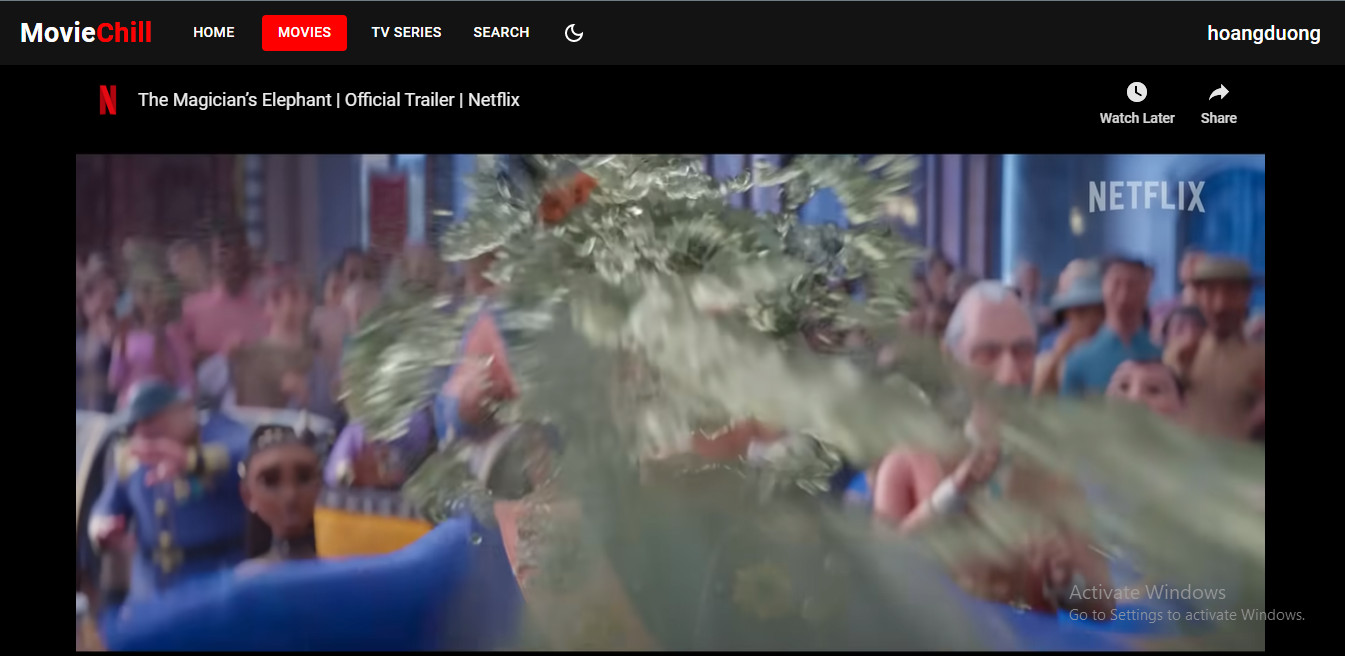 MovieChill HOME MOVIES TV SERIES SEARCH hoangduong
N The Magician’s Elephant | Official Trailer | Netflix
Watch Later Share
NETFLIX
Activate Windows
Go to Settings to activate Windows.